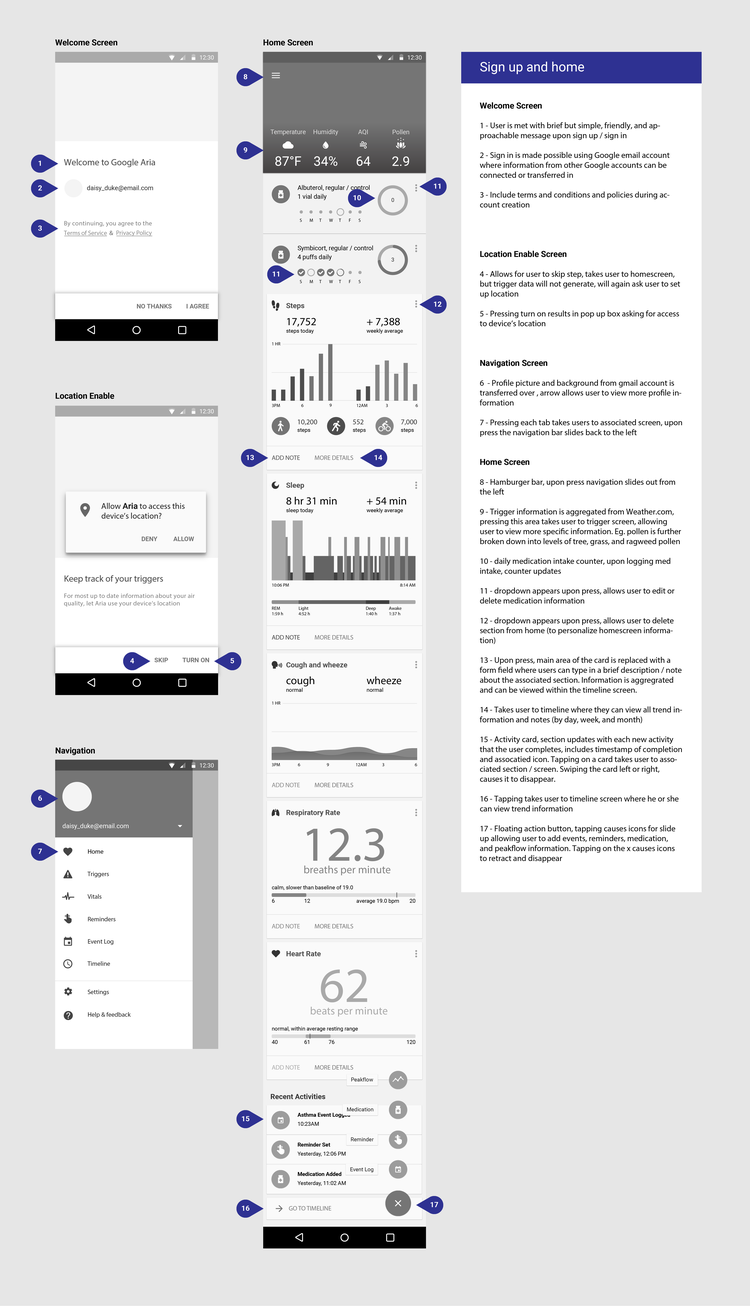 Welcome Screen
12:30
1
Welcome to Google Aria
2
daisy_duke@email.com
3
By continuing, you agree to the
Terms of Service & Privacy Policy
NO THANKS I AGREE
Location Enable
12:30
Allow Aria to access this
device's location?
DENY ALLOW
Keep track of your triggers
For most up to date information about your air
quality, let Aria use your device's location
4 SKIP TURN ON 5
Navigation
12:30
6
daisy_duke@email.com
7 Home
Triggers
Vitals
Reminders
Event Log
Timeline
Settings
Help & feedback
Home Screen
12:30
8
9
Temperature Humidity AQI Pollen
87°F 34% 64 2.9
Albuterol, regular / control
1 vial daily
10
0
11
S M T W T F S
Symbicort, regular / control
4 puffs daily
11
3
S M T W T F S
Steps
12
17,752 + 7,388
steps today weekly average
1 HR
3PM 6 9 12AM 3 6
10,200 steps
552 steps
7,000 steps
13 ADD NOTE MORE DETAILS 14
Sleep
8 hr 31 min + 54 min
sleep today weekly average
10:06 PM 8:14 AM
REM Light Deep Awake
1:59 h 4:52 h 1:40 h 1:37 h
ADD NOTE MORE DETAILS
Cough and wheeze
cough wheeze
normal normal
1 HR
3PM 6 9 12AM 3 6
ADD NOTE MORE DETAILS
Respiratory Rate
12.3
breaths per minute
calm, slower than baseline of 19.0
6 12 average 19.0 bpm 20
ADD NOTE MORE DETAILS
Heart Rate
62
beats per minute
normal, within average resting range
40 61 76 120
ADD NOTE MORE DETAILS
Peakflow
Recent Activities
15
Asthma Event Logged
10:23AM
Medication
Reminder Set
Yesterday, 12:06 PM
Reminder
Medication Added
Yesterday, 11:02 AM
Event Log
16 GO TO TIMELINE 17
Sign up and home
Welcome Screen
1 - User is met with brief but simple, friendly, and ap-
proachable message upon sign up / sign in
2 - Sign in is made possible using Google email account
where information from other Google accounts can be
connected or transferred in
3 - Include terms and conditions and policies during ac-
count creation
Location Enable Screen
4 - Allows for user to skip step, takes user to homescreen,
but trigger data will not generate, will again ask user to set
up location
5 - Pressing turn on results in pop up box asking for access
to device's location
Navigation Screen
6 - Profile picture and background from gmail account is
transferred over , arrow allows user to view more profile in-
formation
7 - Pressing each tab takes users to associated screen, upon
press the navigation bar slides back to the left
Home Screen
8 - Hamburger bar, upon press navigation slides out from
the left
9 - Trigger information is aggregated from Weather.com,
pressing this area takes user to trigger screen, allowing
user to view more specific information. Eg. pollen is further
broken down into levels of tree, grass, and ragweed pollen
10 - daily medication intake counter, upon logging med
intake, counter updates
11 - dropdown appears upon press, allows user to edit or
delete medication information
12 - dropdown appears upon press, allows user to delete
section from home (to personalize homescreen informa-
tion)
13 - Upon press, main area of the card is replaced with a
form field where users can type in a brief description / note
about the associated section. Information is aggregrated
and can be viewed within the timeline screen.
14 - Takes user to timeline where they can view all trend in-
formation and notes (by day, week, and month)
15 - Activity card, section updates with each new activity
that the user completes, includes timestamp of completion
and assocatied icon. Tapping on a card takes user to asso-
ciated section / screen. Swiping the card left or right,
causes it to disappear.
16 - Tapping takes user to timeline screen where he or she
can view trend information
17 - Floating action button, tapping causes icons for slide
up allowing user to add events, reminders, medication,
and peakflow information. Tapping on the x causes icons
to retract and disappear